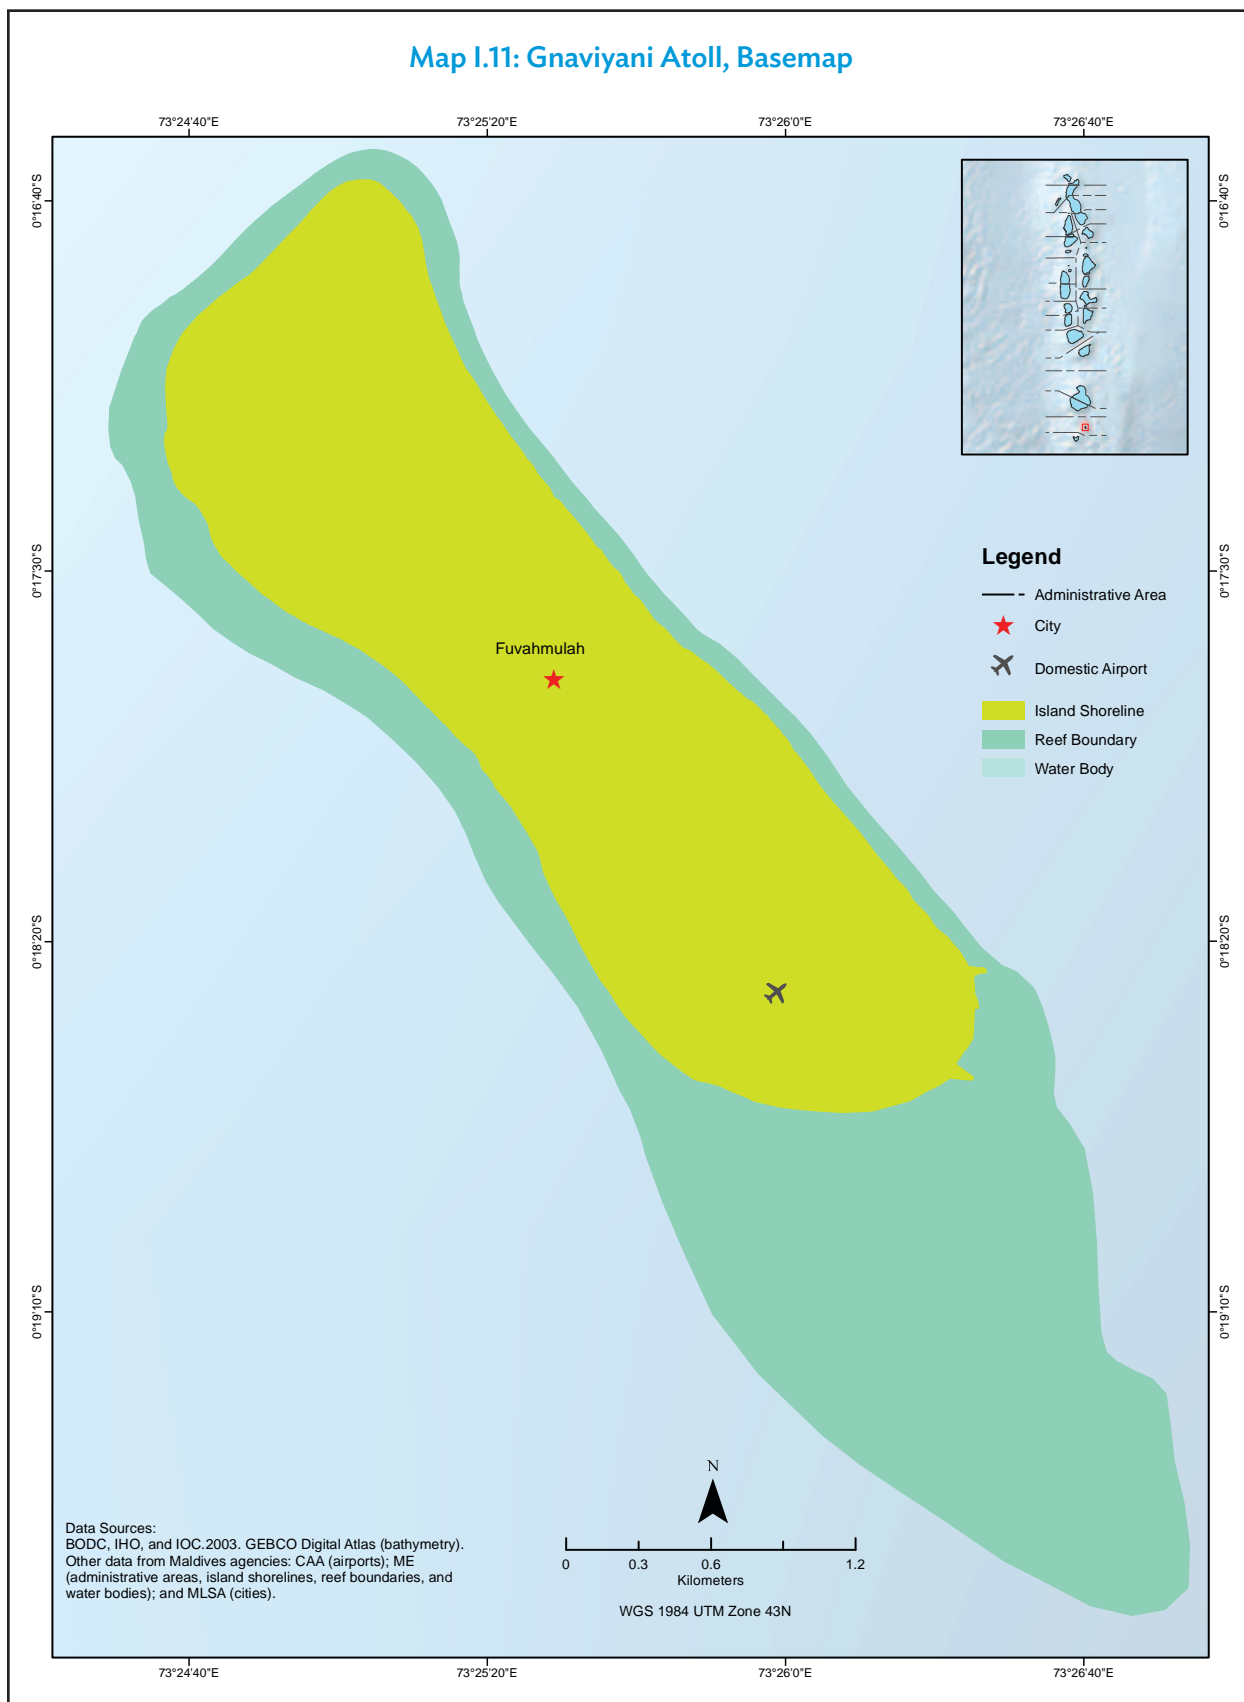 Map I.11: Gnaviyani Atoll, Basemap
73°24'40"E
73°25'20"E
73°26'0"E
73°26'40"E
0°16'40"S
0°16'40"S
0°17'30"S
0°17'30"S
0°18'20"S
0°18'20"S
0°19'10"S
0°19'10"S
Legend
Administrative Area
City
Domestic Airport
Island Shoreline
Reef Boundary
Water Body
Fuvahmulah
N
0 0.3 0.6 1.2
Kilometers
WGS 1984 UTM Zone 43N
Data Sources:
BODC, IHO, and IOC.2003. GEBCO Digital Atlas (bathymetry).
Other data from Maldives agencies: CAA (airports); ME
(administrative areas, island shorelines, reef boundaries, and
water bodies); and MLSA (cities).
73°24'40"E
73°25'20"E
73°26'0"E
73°26'40"E